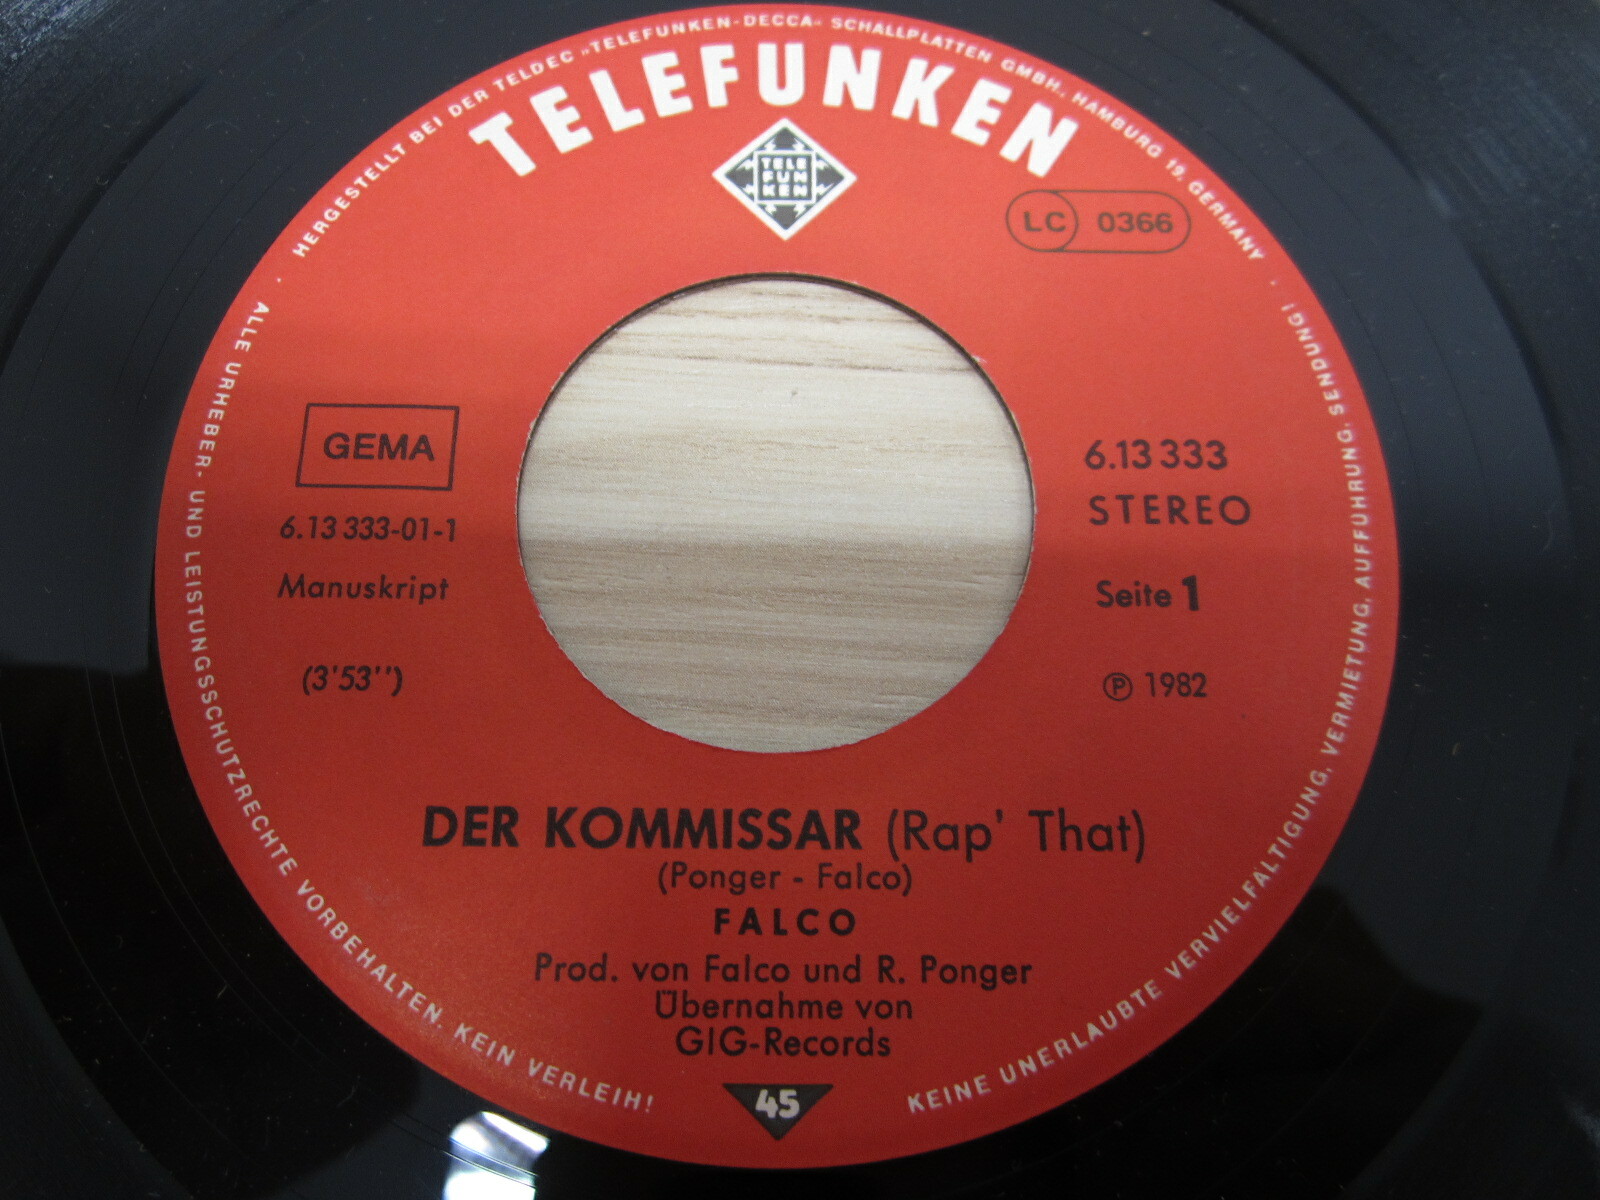 HERGESTELLT BEI DER TELDEC »TELEFUNKEN-DECCA« SCHALLPLATTEN GMBH., HAMBURG 19, GERMANY ·
TELEFUNKEN
TELE
FUN
KEN
LC 0366
GEMA
6.13 333-01-1
Manuskript
(3'53'')
6.13 333
STEREO
Seite 1
℗ 1982
DER KOMMISSAR (Rap' That)
(Ponger - Falco)
FALCO
Prod. von Falco und R. Ponger
Übernahme von
GIG-Records
45
ALLE URHEBER- UND LEISTUNGSSCHUTZRECHTE VORBEHALTEN. KEIN VERLEIH!
KEINE UNERLAUBTE VERVIELFÄLTIGUNG, VERMIETUNG, AUFFÜHRUNG, SENDUNG!